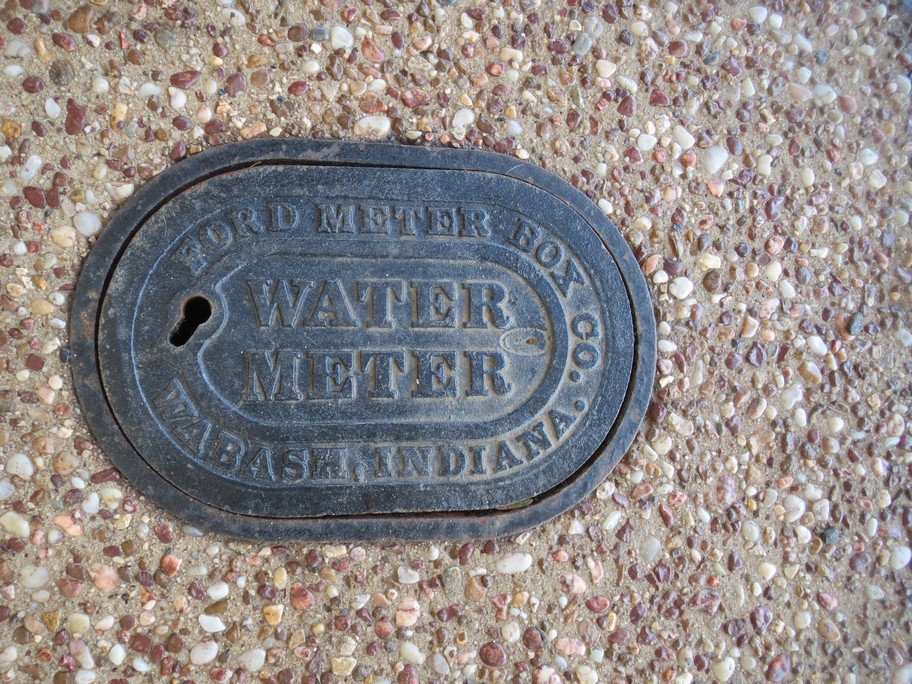 FORD METER BOX CO.
WATER
METER
WABASH, INDIANA.